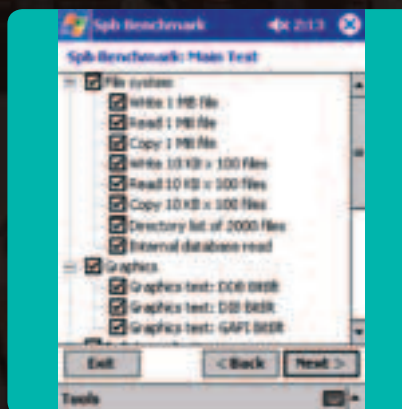 Spb Benchmark 2:13
Spb Benchmark: Main Test
File system
Write 1 MB file
Read 1 MB file
Copy 1 MB file
Write 10 KB x 100 files
Read 10 KB x 100 files
Copy 10 KB x 100 files
Directory list of 2000 files
Internal database read
Graphics
Graphics test: DDB BitBlt
Graphics test: DIB BitBlt
Graphics test: GAPI BitBlt
Exit < Back Next >
Tools